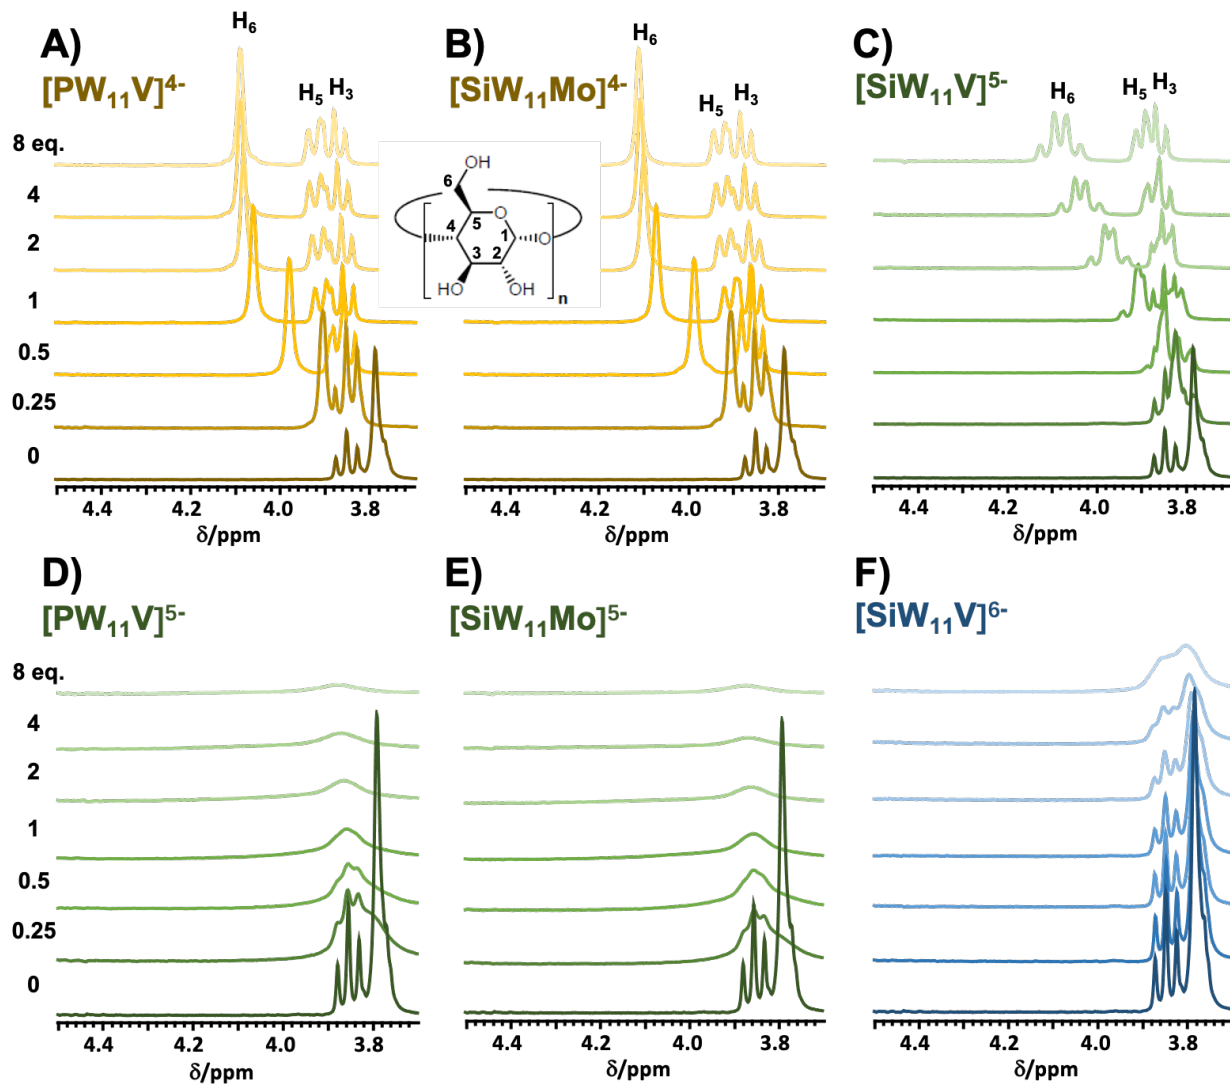 A) B) C)
[PW₁₁V]⁴⁻ [SiW₁₁Mo]⁴⁻ [SiW₁₁V]⁵⁻
H₆ H₅ H₃
H₆ H₅ H₃
H₆ H₅ H₃
8 eq.
4
2
1
0.5
0.25
0
OH
6
5
O
4
1
O
3
2
HO
OH
n
4.4 4.2 4.0 3.8
δ/ppm
4.4 4.2 4.0 3.8
δ/ppm
4.4 4.2 4.0 3.8
δ/ppm
D) E) F)
[PW₁₁V]⁵⁻ [SiW₁₁Mo]⁵⁻ [SiW₁₁V]⁶⁻
8 eq.
4
2
1
0.5
0.25
0
4.4 4.2 4.0 3.8
δ/ppm
4.4 4.2 4.0 3.8
δ/ppm
4.4 4.2 4.0 3.8
δ/ppm